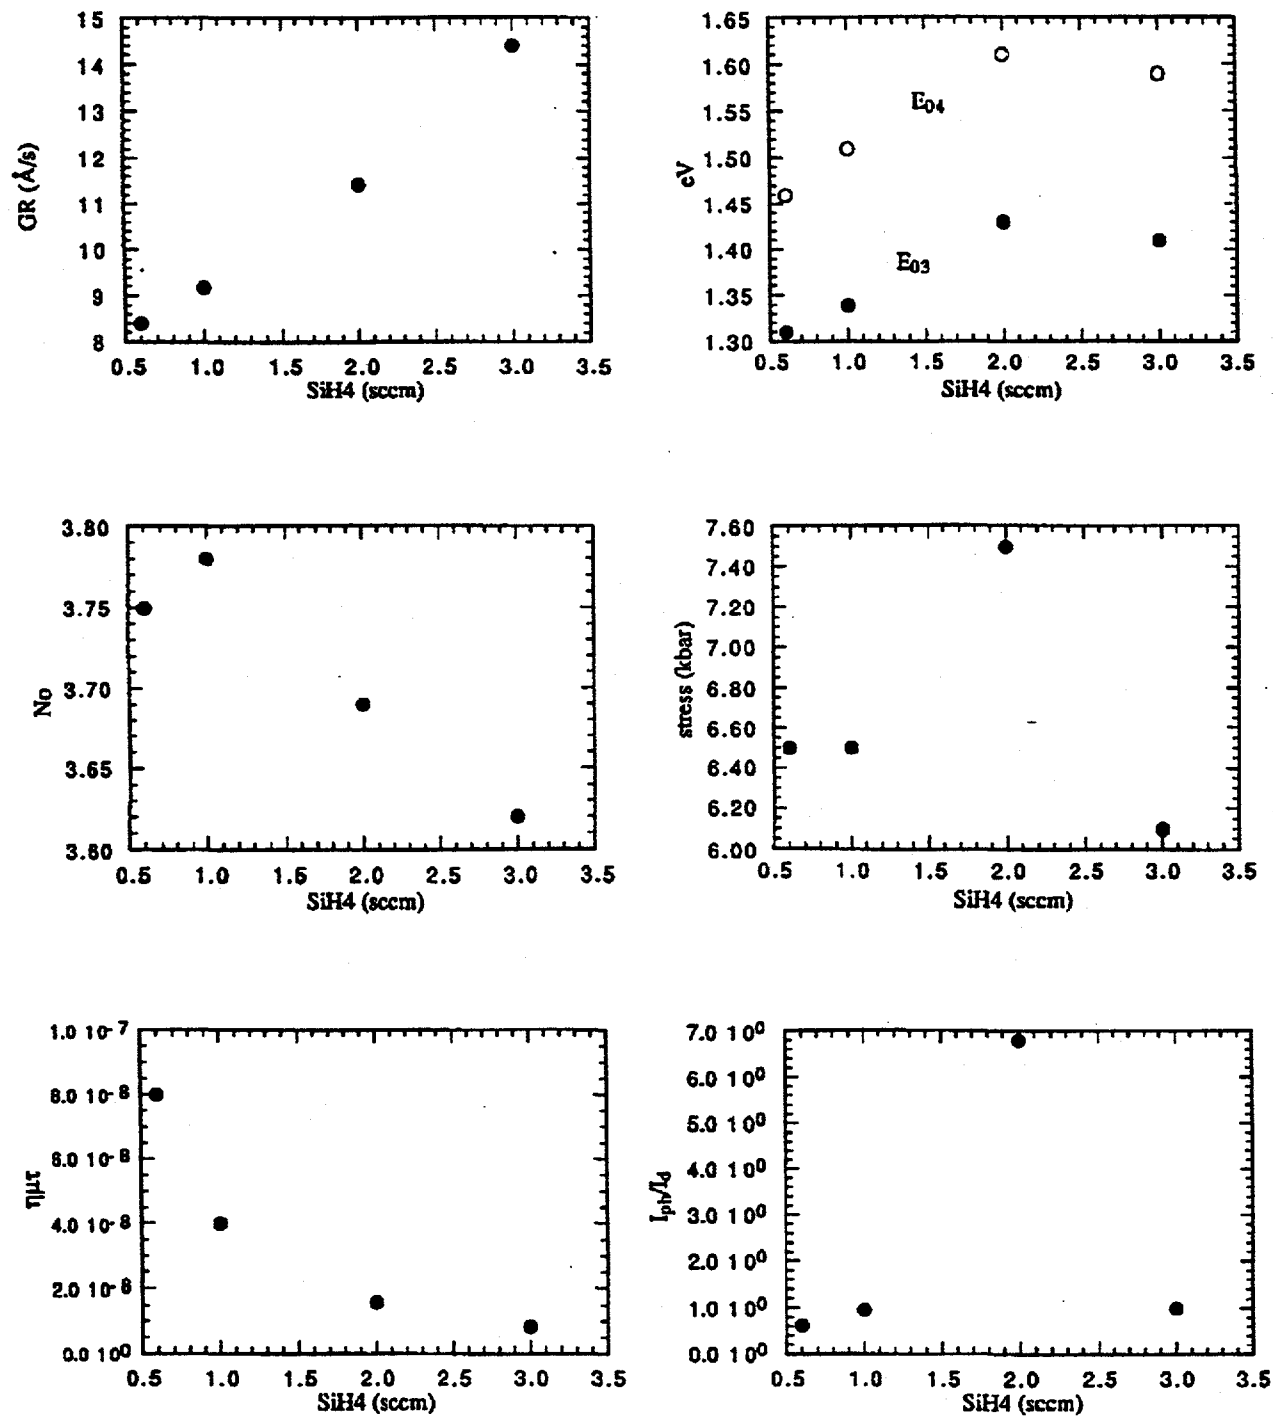 15
14
13
12
11
10
9
8
GR (Å/s)
0.5 1.0 1.5 2.0 2.5 3.0 3.5
SiH4 (sccm)
1.65
1.60
1.55
1.50
1.45
1.40
1.35
1.30
eV
E04
E03
0.5 1.0 1.5 2.0 2.5 3.0 3.5
SiH4 (sccm)
3.80
3.75
3.70
3.65
3.60
No
0.5 1.0 1.5 2.0 2.5 3.0 3.5
SiH4 (sccm)
7.60
7.40
7.20
7.00
6.80
6.60
6.40
6.20
6.00
stress (kbar)
0.5 1.0 1.5 2.0 2.5 3.0 3.5
SiH4 (sccm)
1.0 10-7
8.0 10-8
6.0 10-8
4.0 10-8
2.0 10-8
0.0 100
ημτ
0.5 1.0 1.5 2.0 2.5 3.0 3.5
SiH4 (sccm)
7.0 100
6.0 100
5.0 100
4.0 100
3.0 100
2.0 100
1.0 100
0.0 100
Iph/Id
0.5 1.0 1.5 2.0 2.5 3.0 3.5
SiH4 (sccm)